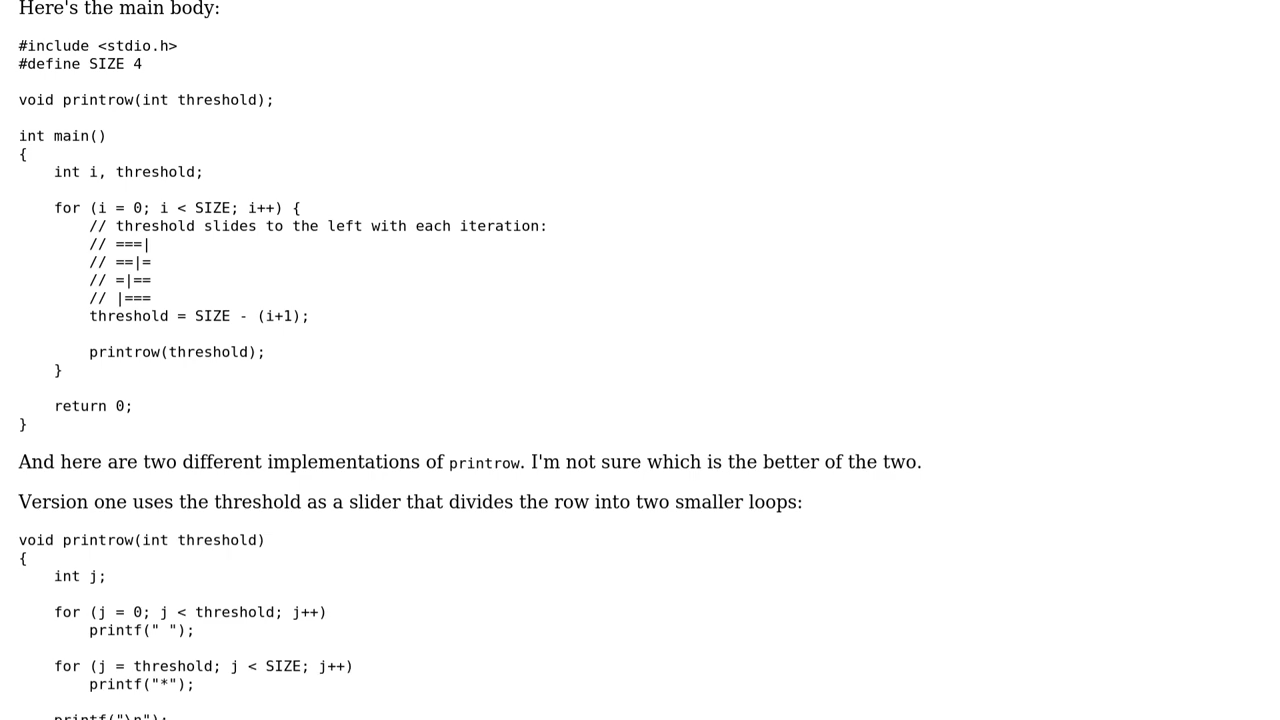 Here's the main body:
#include <stdio.h>
#define SIZE 4
void printrow(int threshold);
int main()
{
    int i, threshold;
    for (i = 0; i < SIZE; i++) {
        // threshold slides to the left with each iteration:
        // ===|
        // ==|=
        // =|==
        // |===
        threshold = SIZE - (i+1);
        printrow(threshold);
    }
    return 0;
}
And here are two different implementations of printrow. I'm not sure which is the better of the two.
Version one uses the threshold as a slider that divides the row into two smaller loops:
void printrow(int threshold)
{
    int j;
    for (j = 0; j < threshold; j++)
        printf(" ");
    for (j = threshold; j < SIZE; j++)
        printf("*");
    printf("\n");